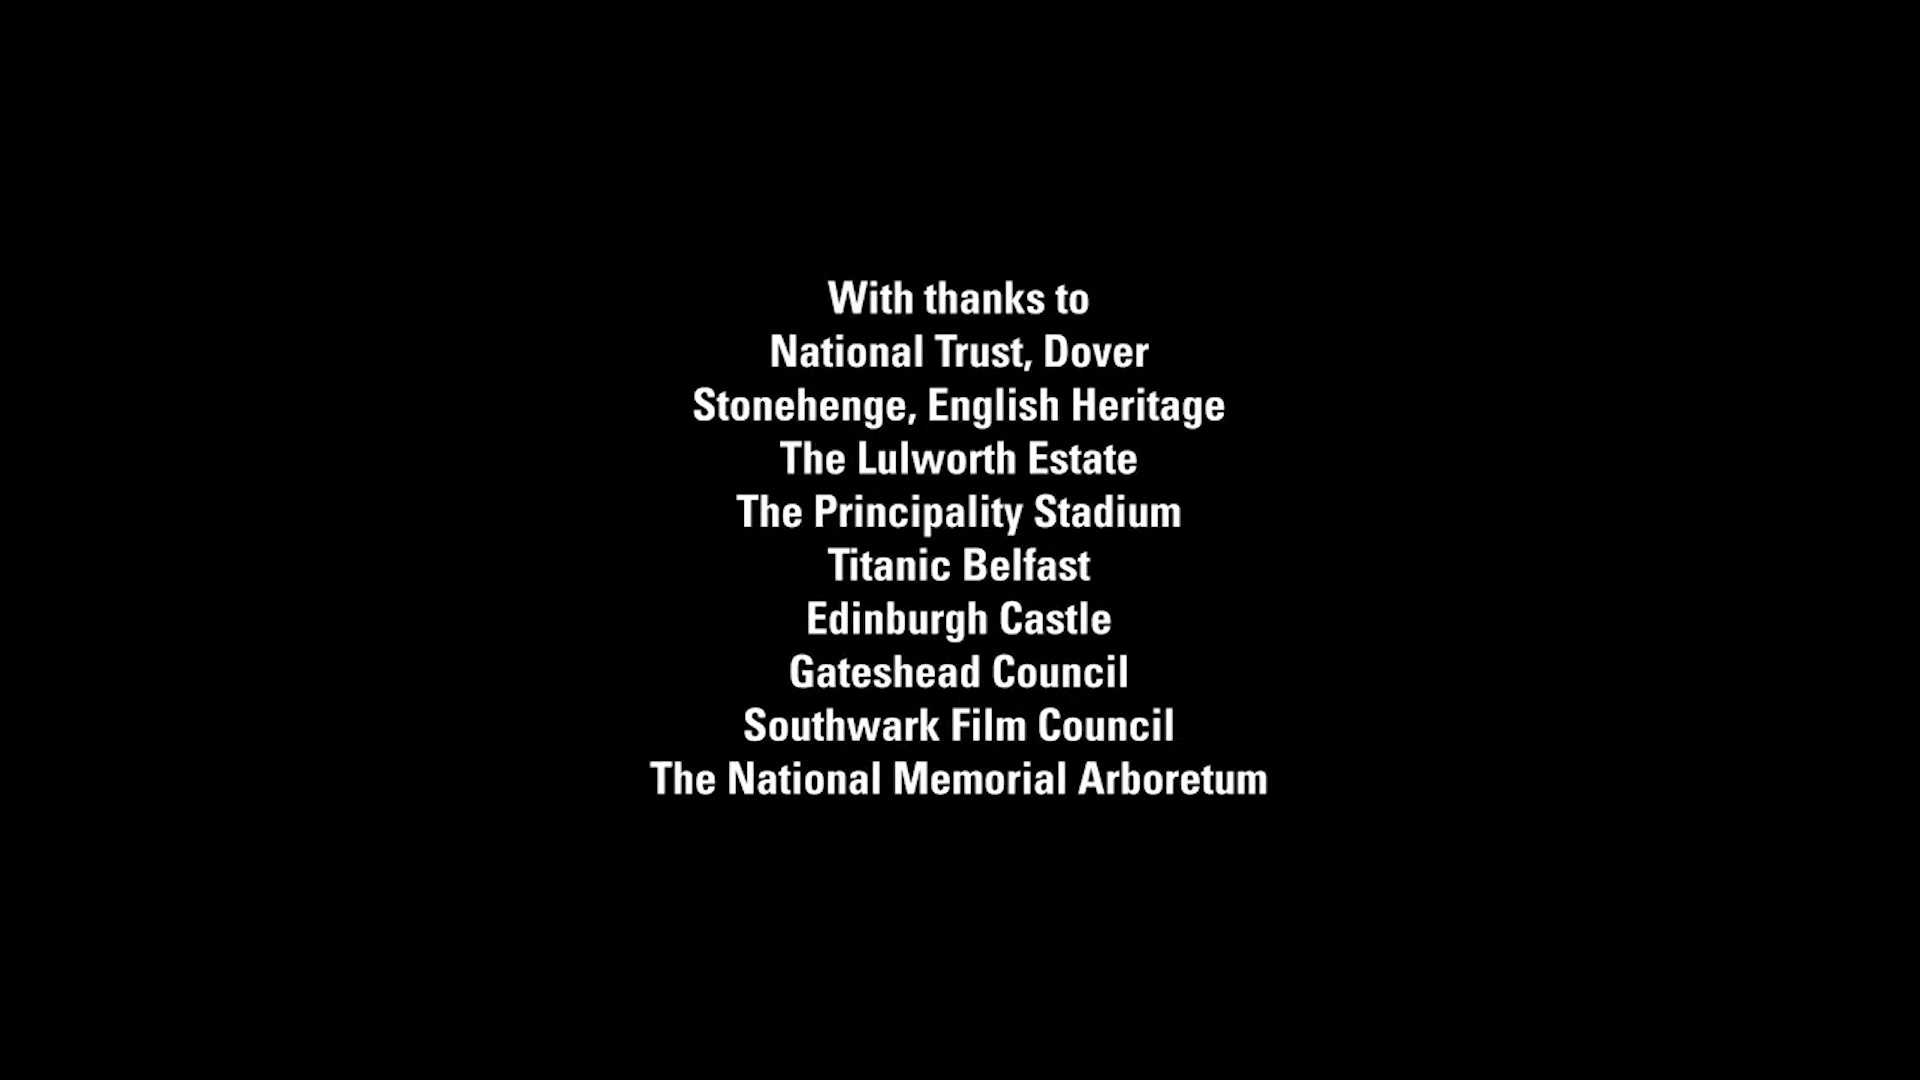 With thanks to
National Trust, Dover
Stonehenge, English Heritage
The Lulworth Estate
The Principality Stadium
Titanic Belfast
Edinburgh Castle
Gateshead Council
Southwark Film Council
The National Memorial Arboretum